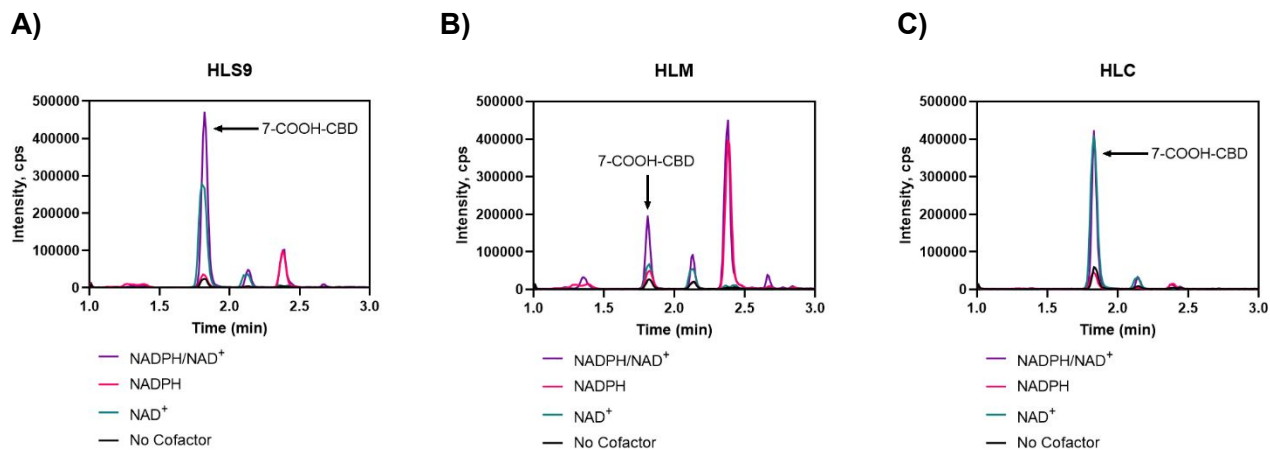 A)
HLS9
500000
400000
300000
200000
100000
0
Intensity, cps
7-COOH-CBD
1.0 1.5 2.0 2.5 3.0
Time (min)
NADPH/NAD⁺
NADPH
NAD⁺
No Cofactor
B)
HLM
500000
400000
300000
200000
100000
0
Intensity, cps
7-COOH-CBD
1.0 1.5 2.0 2.5 3.0
Time (min)
NADPH/NAD⁺
NADPH
NAD⁺
No Cofactor
C)
HLC
500000
400000
300000
200000
100000
0
Intensity, cps
7-COOH-CBD
1.0 1.5 2.0 2.5 3.0
Time (min)
NADPH/NAD⁺
NADPH
NAD⁺
No Cofactor